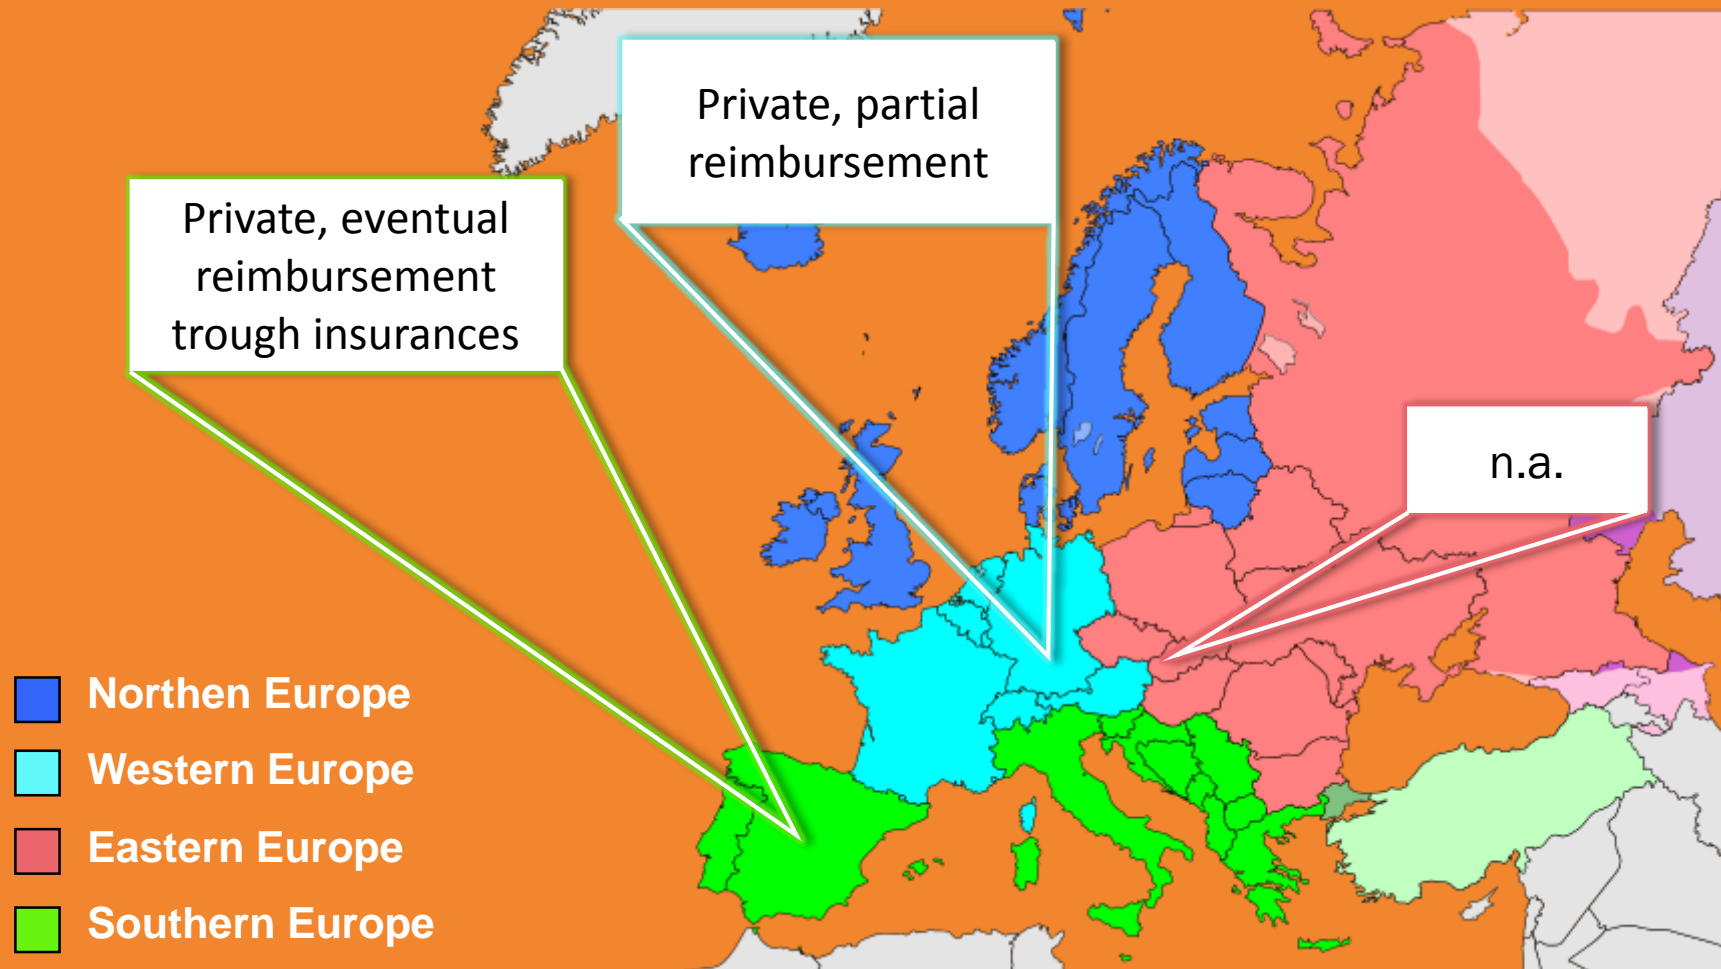 Private, partial
reimbursement
Private, eventual
reimbursement
trough insurances
n.a.
Northen Europe
Western Europe
Eastern Europe
Southern Europe